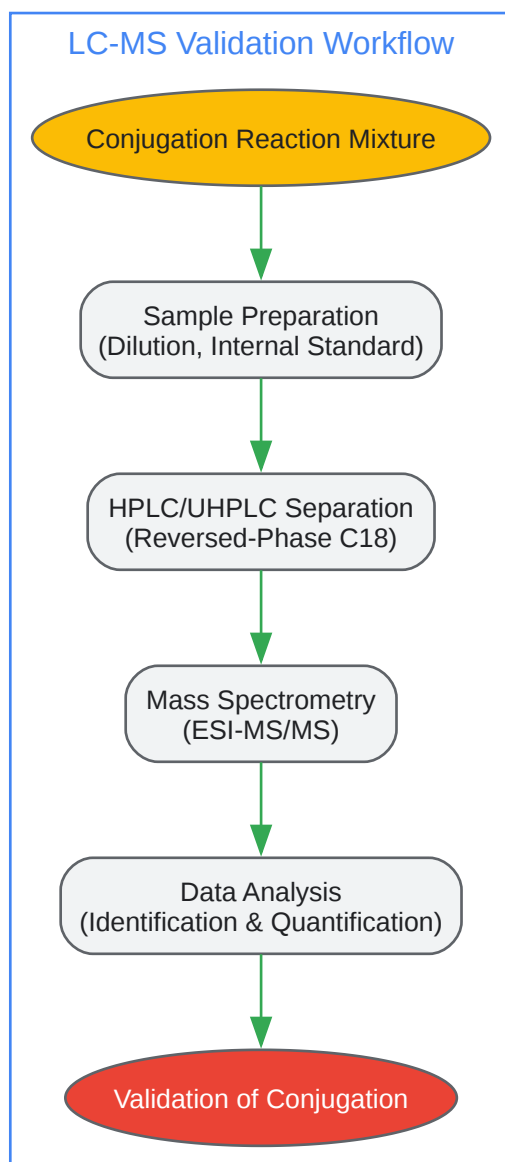 LC-MS Validation Workflow
Conjugation Reaction Mixture
Sample Preparation
(Dilution, Internal Standard)
HPLC/UHPLC Separation
(Reversed-Phase C18)
Mass Spectrometry
(ESI-MS/MS)
Data Analysis
(Identification & Quantification)
Validation of Conjugation